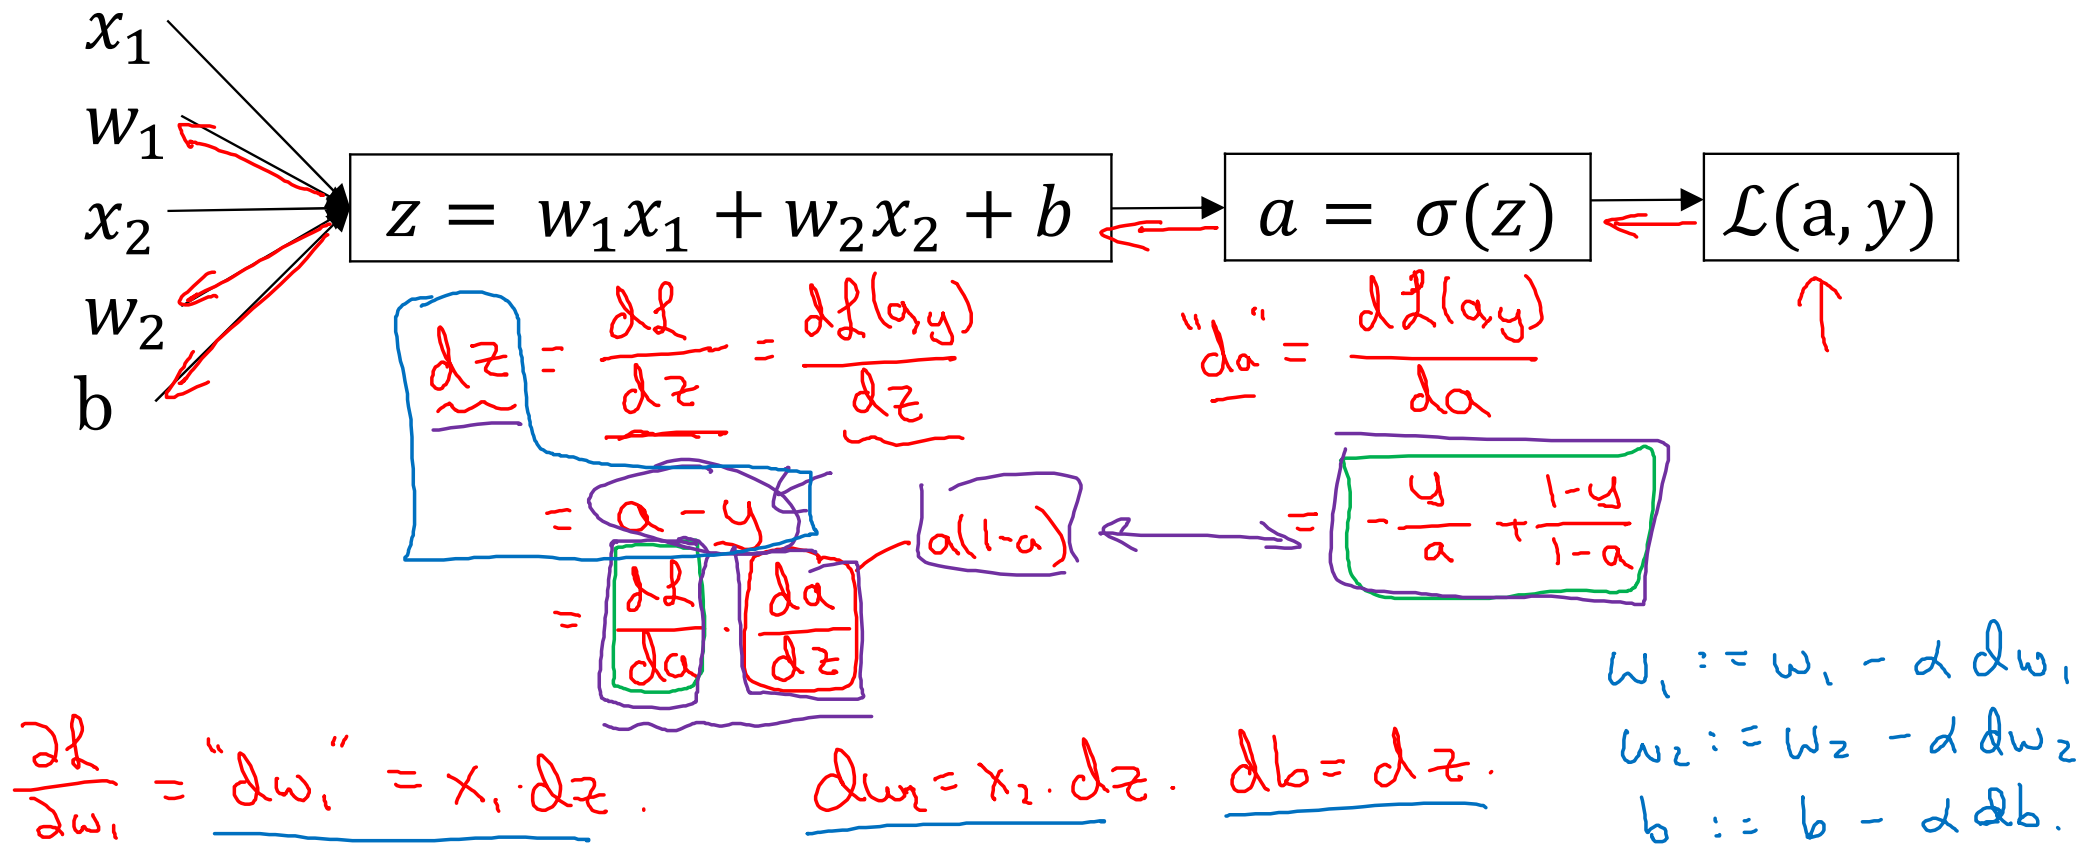 x₁
w₁
x₂
w₂
b
z = w₁x₁ + w₂x₂ + b
a = σ(z)
ℒ(a, y)
dz = dℒ/dz = dℒ(a,y)/dz
"da" = dℒ(a,y)/da
= a - y
a(1-a)
= -y/a + (1-y)/(1-a)
= dℒ/da · da/dz
∂ℒ/∂w₁ = "dw₁" = x₁·dz.
dw₂ = x₂·dz.
db = dz.
w₁ := w₁ - α dw₁
w₂ := w₂ - α dw₂
b := b - α db.